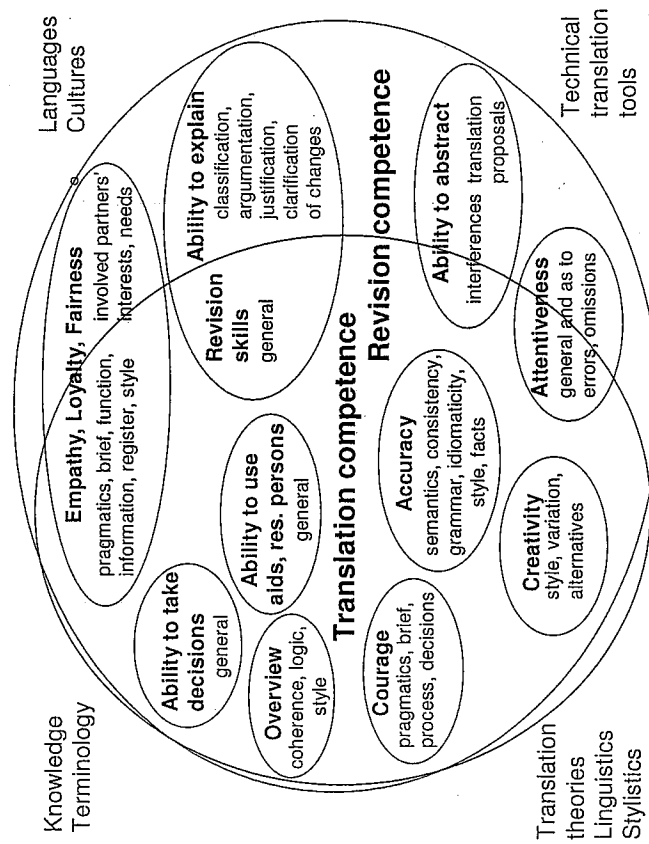 Knowledge
Terminology
Languages
Cultures
Empathy, Loyalty, Fairness
pragmatics, brief, function,
information, register, style
involved partners'
interests, needs
Ability to take
decisions
general
Revision
skills
general
Ability to explain
classification,
argumentation,
justification,
clarification
of changes
Overview
coherence, logic,
style
Ability to use
aids, res. persons
general
Translation competence
Revision competence
Courage
pragmatics, brief,
process, decisions
Accuracy
semantics, consistency,
grammar, idiomaticity,
style, facts
Ability to abstract
interferences translation
proposals
Creativity
style, variation,
alternatives
Attentiveness
general and as to
errors, omissions
Translation
theories
Linguistics
Stylistics
Technical
translation
tools